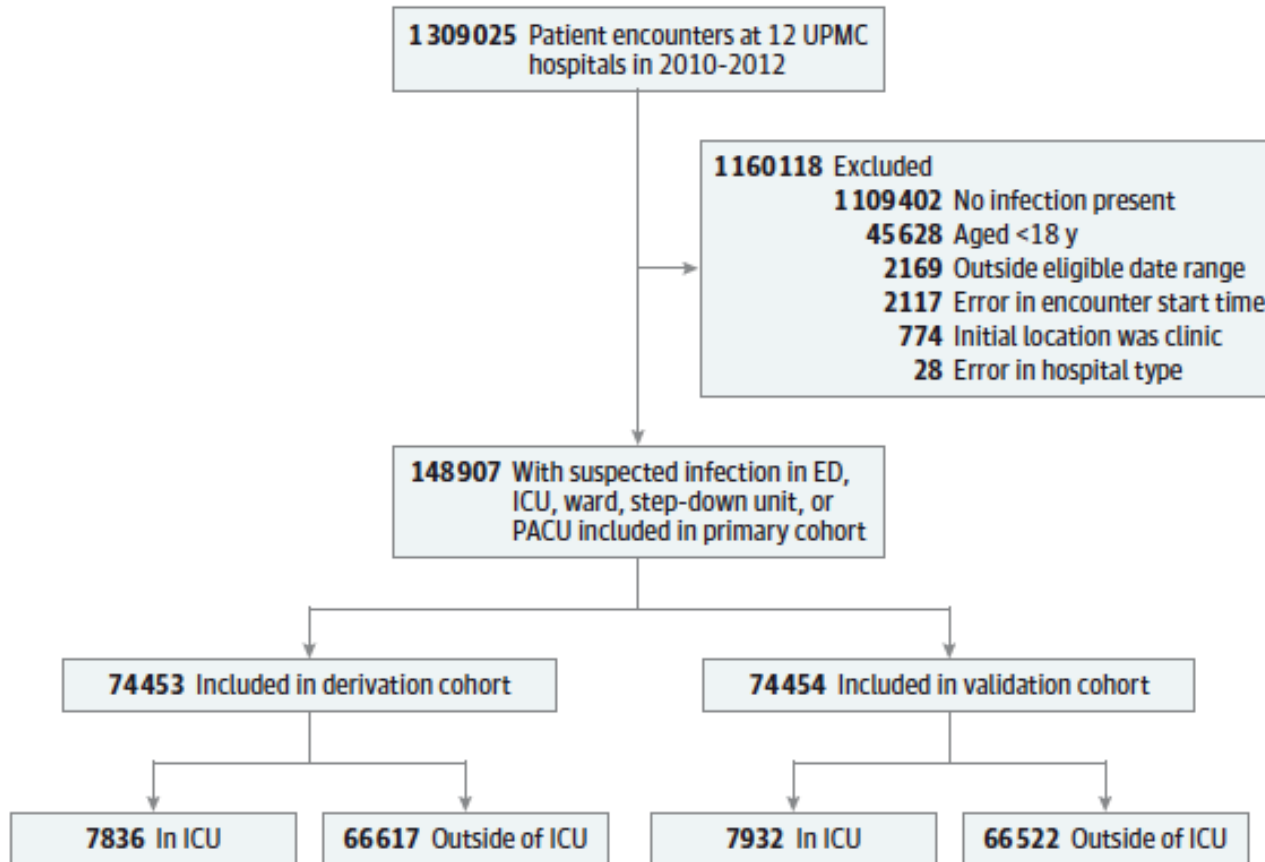 1309025 Patient encounters at 12 UPMC
hospitals in 2010-2012
1160118 Excluded
1109402 No infection present
45628 Aged <18 y
2169 Outside eligible date range
2117 Error in encounter start time
774 Initial location was clinic
28 Error in hospital type
148907 With suspected infection in ED,
ICU, ward, step-down unit, or
PACU included in primary cohort
74453 Included in derivation cohort
74454 Included in validation cohort
7836 In ICU
66617 Outside of ICU
7932 In ICU
66522 Outside of ICU